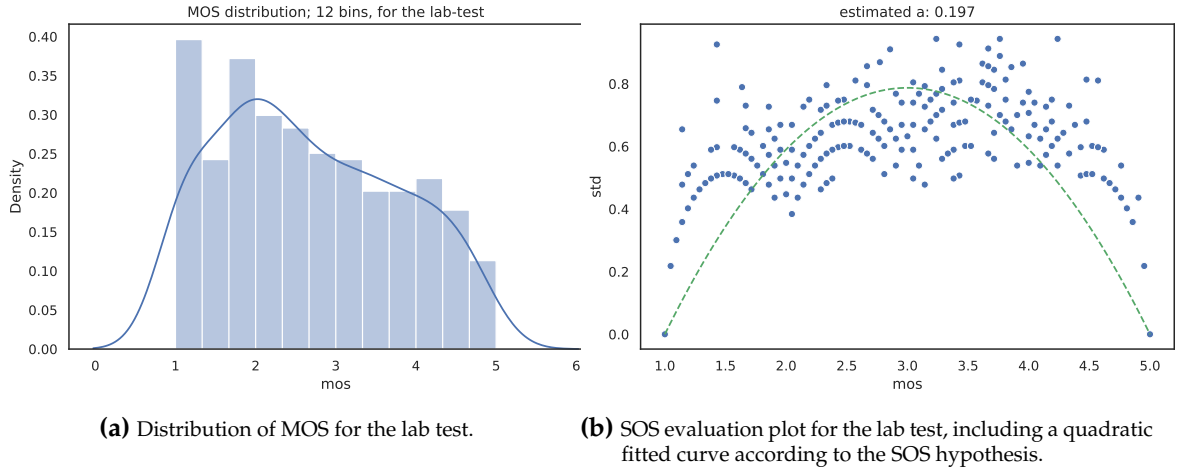 MOS distribution; 12 bins, for the lab-test
0.40
0.35
0.30
0.25
0.20
0.15
0.10
0.05
0.00
Density
0 1 2 3 4 5 6
mos
(a) Distribution of MOS for the lab test.
estimated a: 0.197
0.8
0.6
0.4
0.2
0.0
std
1.0 1.5 2.0 2.5 3.0 3.5 4.0 4.5 5.0
mos
(b) SOS evaluation plot for the lab test, including a quadratic
fitted curve according to the SOS hypothesis.